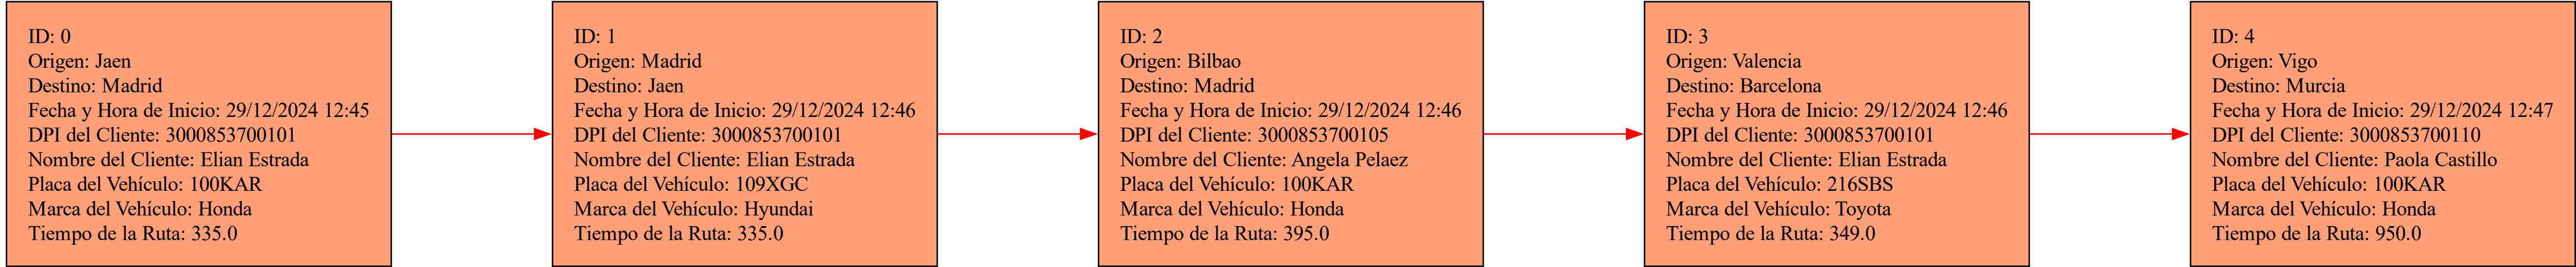 ID: 0
Origen: Jaen
Destino: Madrid
Fecha y Hora de Inicio: 29/12/2024 12:45
DPI del Cliente: 3000853700101
Nombre del Cliente: Elian Estrada
Placa del Vehículo: 100KAR
Marca del Vehículo: Honda
Tiempo de la Ruta: 335.0
ID: 1
Origen: Madrid
Destino: Jaen
Fecha y Hora de Inicio: 29/12/2024 12:46
DPI del Cliente: 3000853700101
Nombre del Cliente: Elian Estrada
Placa del Vehículo: 109XGC
Marca del Vehículo: Hyundai
Tiempo de la Ruta: 335.0
ID: 2
Origen: Bilbao
Destino: Madrid
Fecha y Hora de Inicio: 29/12/2024 12:46
DPI del Cliente: 3000853700105
Nombre del Cliente: Angela Pelaez
Placa del Vehículo: 100KAR
Marca del Vehículo: Honda
Tiempo de la Ruta: 395.0
ID: 3
Origen: Valencia
Destino: Barcelona
Fecha y Hora de Inicio: 29/12/2024 12:46
DPI del Cliente: 3000853700101
Nombre del Cliente: Elian Estrada
Placa del Vehículo: 216SBS
Marca del Vehículo: Toyota
Tiempo de la Ruta: 349.0
ID: 4
Origen: Vigo
Destino: Murcia
Fecha y Hora de Inicio: 29/12/2024 12:47
DPI del Cliente: 3000853700110
Nombre del Cliente: Paola Castillo
Placa del Vehículo: 100KAR
Marca del Vehículo: Honda
Tiempo de la Ruta: 950.0